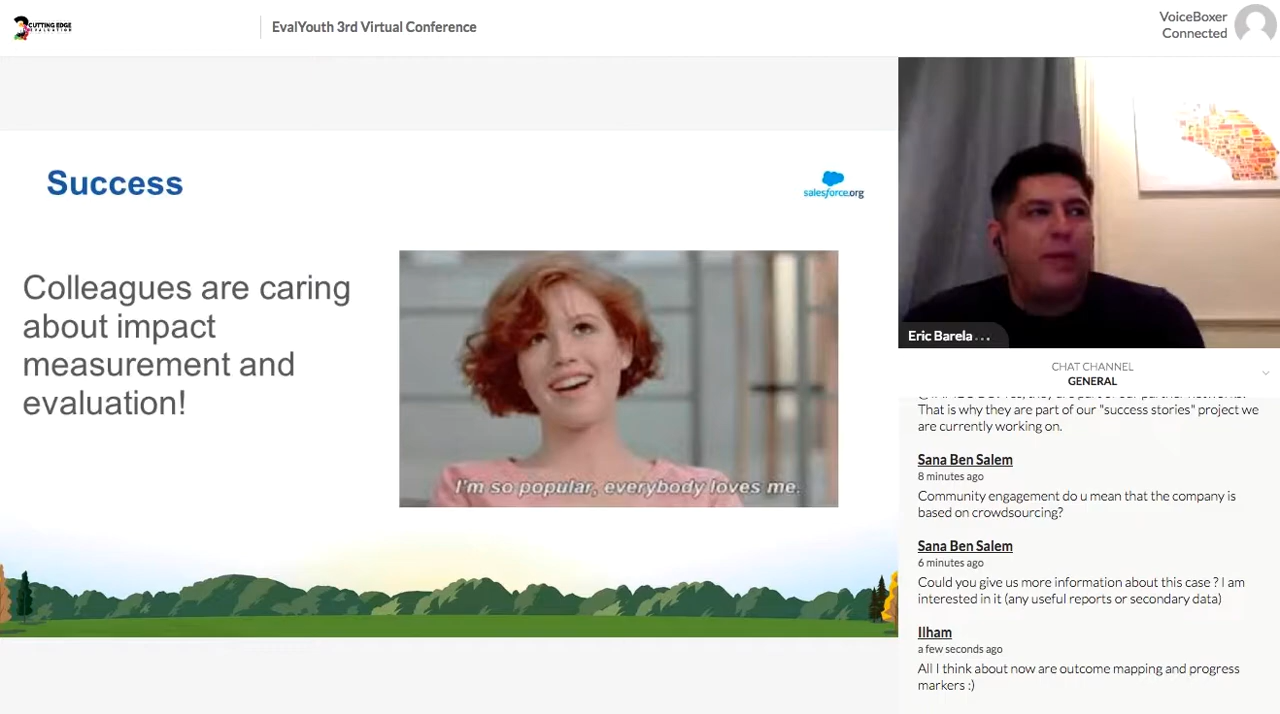 CUTTING EDGE
EvalYouth 3rd Virtual Conference
VoiceBoxer
Connected
Success
salesforce.org
Colleagues are caring
about impact
measurement and
evaluation!
I'm so popular, everybody loves me.
Eric Barela ...
CHAT CHANNEL
GENERAL
That is why they are part of our "success stories" project we
are currently working on.
Sana Ben Salem
8 minutes ago
Community engagement do u mean that the company is
based on crowdsourcing?
Sana Ben Salem
6 minutes ago
Could you give us more information about this case ? I am
interested in it (any useful reports or secondary data)
Ilham
a few seconds ago
All I think about now are outcome mapping and progress
markers :)